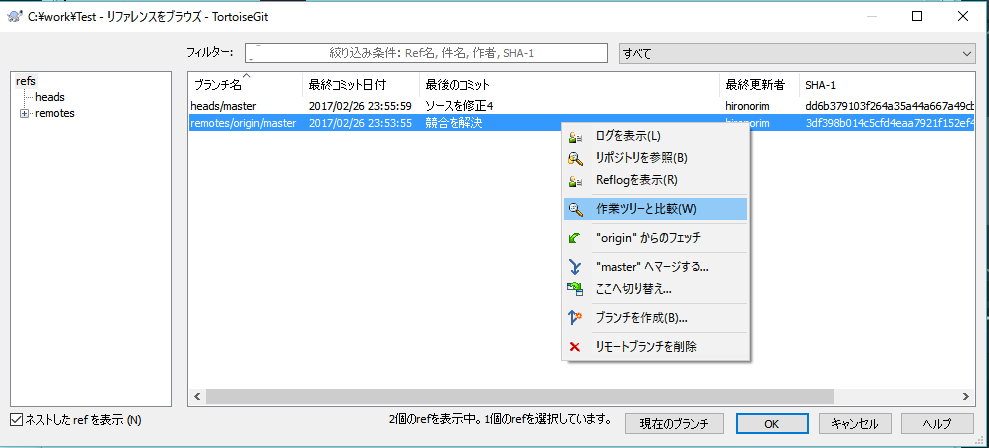 C:¥work¥Test - リファレンスをブラウズ - TortoiseGit
フィルター: 絞り込み条件: Ref名, 件名, 作者, SHA-1 すべて
refs
heads
remotes
ブランチ名 最終コミット日付 最後のコミット 最終更新者 SHA-1
heads/master 2017/02/26 23:55:59 ソースを修正4 hironorim dd6b379103f264a35a44a667a49cb
remotes/origin/master 2017/02/26 23:53:55 競合を解決 hironorim 3df398b014c5cfd4eaa7921f152ef4
ログを表示(L)
リポジトリを参照(B)
Reflogを表示(R)
作業ツリーと比較(W)
"origin" からのフェッチ
"master" へマージする...
ここへ切り替え...
ブランチを作成(B)...
リモートブランチを削除
ネストした ref を表示 (N) 2個のrefを表示中。1個のrefを選択しています。 現在のブランチ OK キャンセル ヘルプ